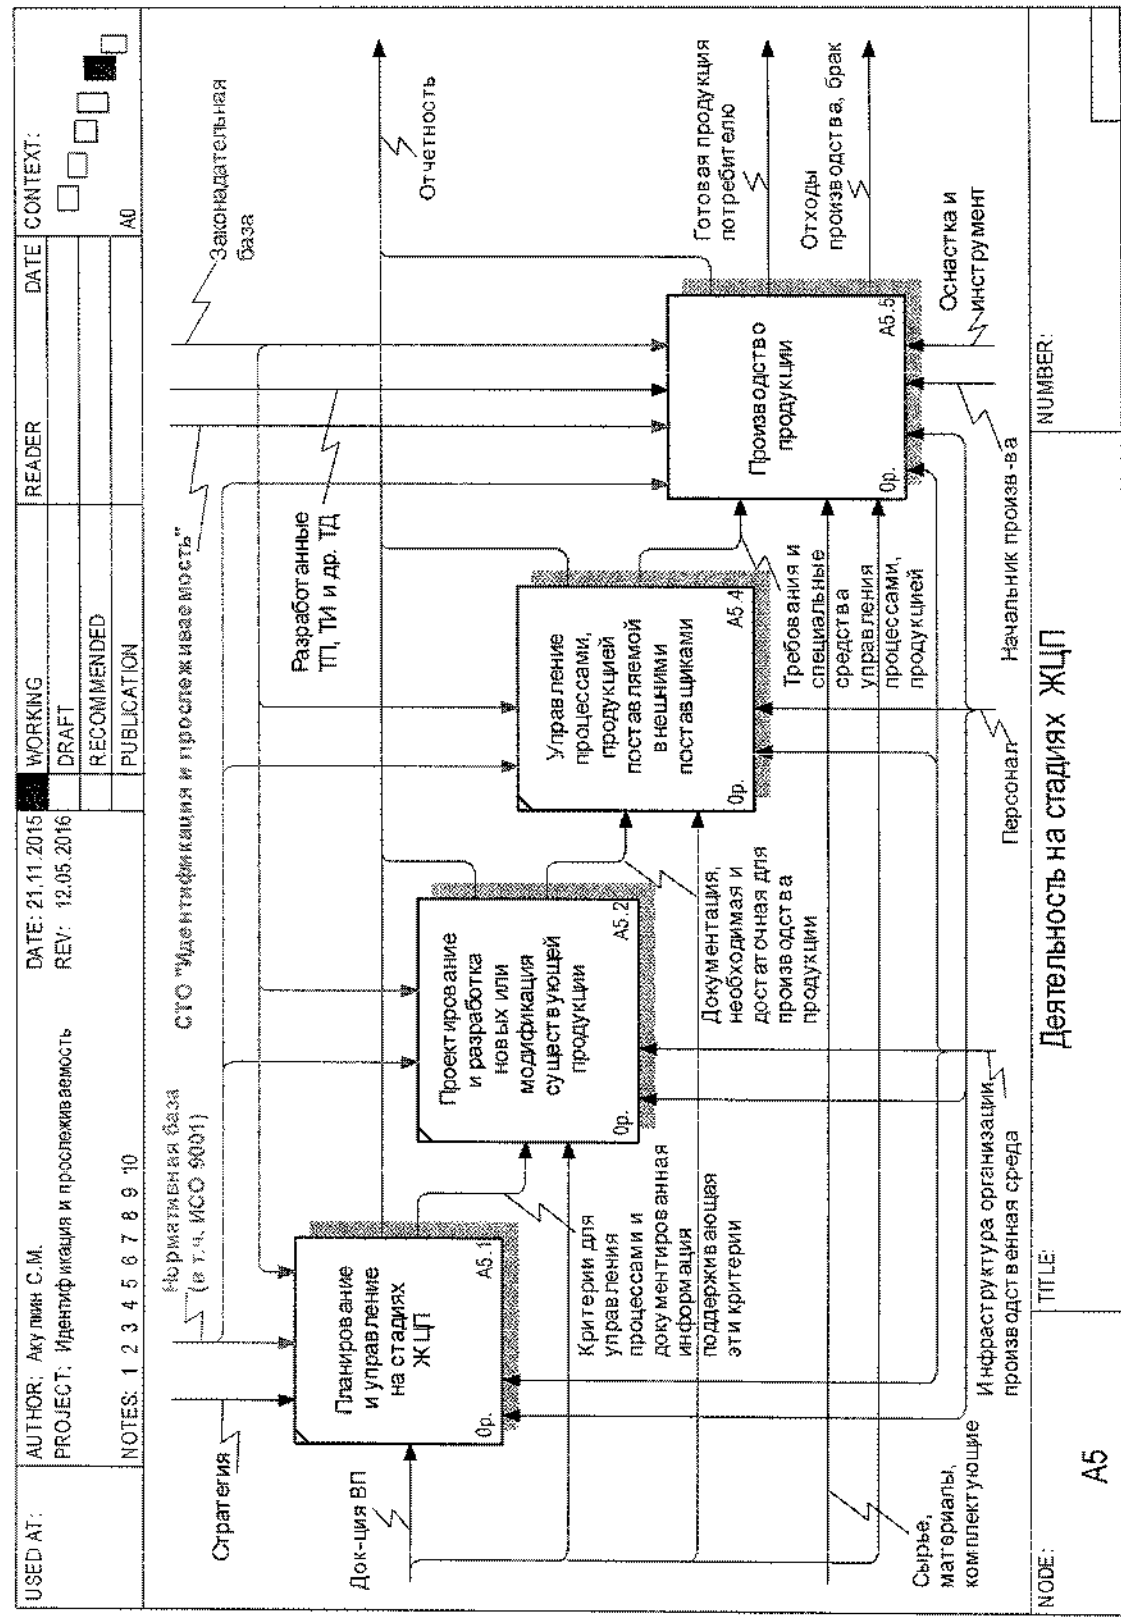 USED AT:
AUTHOR: Акулкин С.М.
DATE: 21.11.2015
WORKING
READER
DATE
CONTEXT:
PROJECT: Идентификация и прослеживаемость
REV: 12.05.2016
DRAFT
RECOMMENDED
NOTES: 1 2 3 4 5 6 7 8 9 10
PUBLICATION
A0
Стратегия
Нормативная база
(в т.ч. ИСО 9001)
СТО "Идентификация и прослеживаемость"
Разработанные
ТП, ТИ и др. ТД
Законадательная
база
Док-ция ВП
Планирование
и управление
на стадиях
ЖЦП
0р.
A5.1
Отчетность
Критерии для
управления
процессами и
документированная
информация
поддерживающая
эти критерии
Проектирование
и разработка
новых или
модификация
существующей
продукции
0р.
A5.2
Документация,
необходимая и
достаточная для
производства
продукции
Управление
процессами,
продукцией
поставляемой
внешними
поставщиками
0р.
A5.4
Требования и
специальные
средства
управления
процессами,
продукцией
Производство
продукции
0р.
A5.5
Готовая продукция
потребителю
Отходы
производства, брак
Оснастка и
инструмент
Сырье,
материалы,
комплектующие
Инфраструктура организации,
производственная среда
Персонал
Начальник произв-ва
NODE:
A5
TITLE:
Деятельность на стадиях ЖЦП
NUMBER: